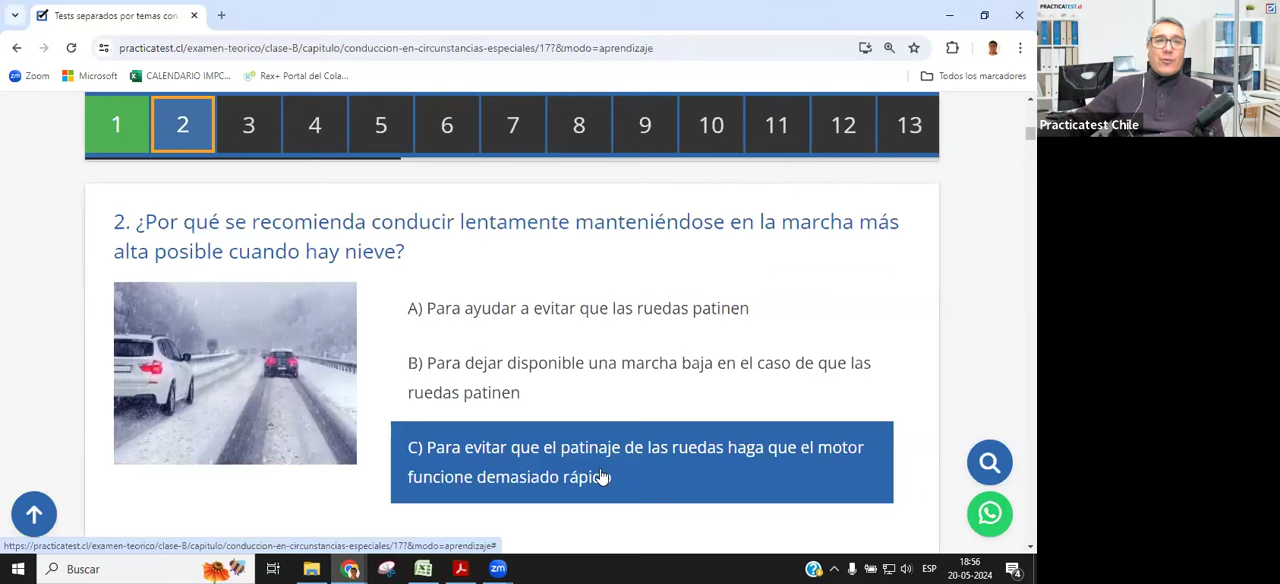 Tests separados por temas con
practicatest.cl/examen-teorico/clase-B/capitulo/conduccion-en-circunstancias-especiales/17?&modo=aprendizaje
Zoom
Microsoft
CALENDARIO IMPC...
Rex+ Portal del Cola...
Todos los marcadores
PRACTICATEST.cl
Practicatest Chile
1 2 3 4 5 6 7 8 9 10 11 12 13
2. ¿Por qué se recomienda conducir lentamente manteniéndose en la marcha más
alta posible cuando hay nieve?
A) Para ayudar a evitar que las ruedas patinen
B) Para dejar disponible una marcha baja en el caso de que las
ruedas patinen
C) Para evitar que el patinaje de las ruedas haga que el motor
funcione demasiado rápido
https://practicatest.cl/examen-teorico/clase-B/capitulo/conduccion-en-circunstancias-especiales/17?&modo=aprendizaje#
Buscar
zm
ESP
18:56
20-05-2024
4